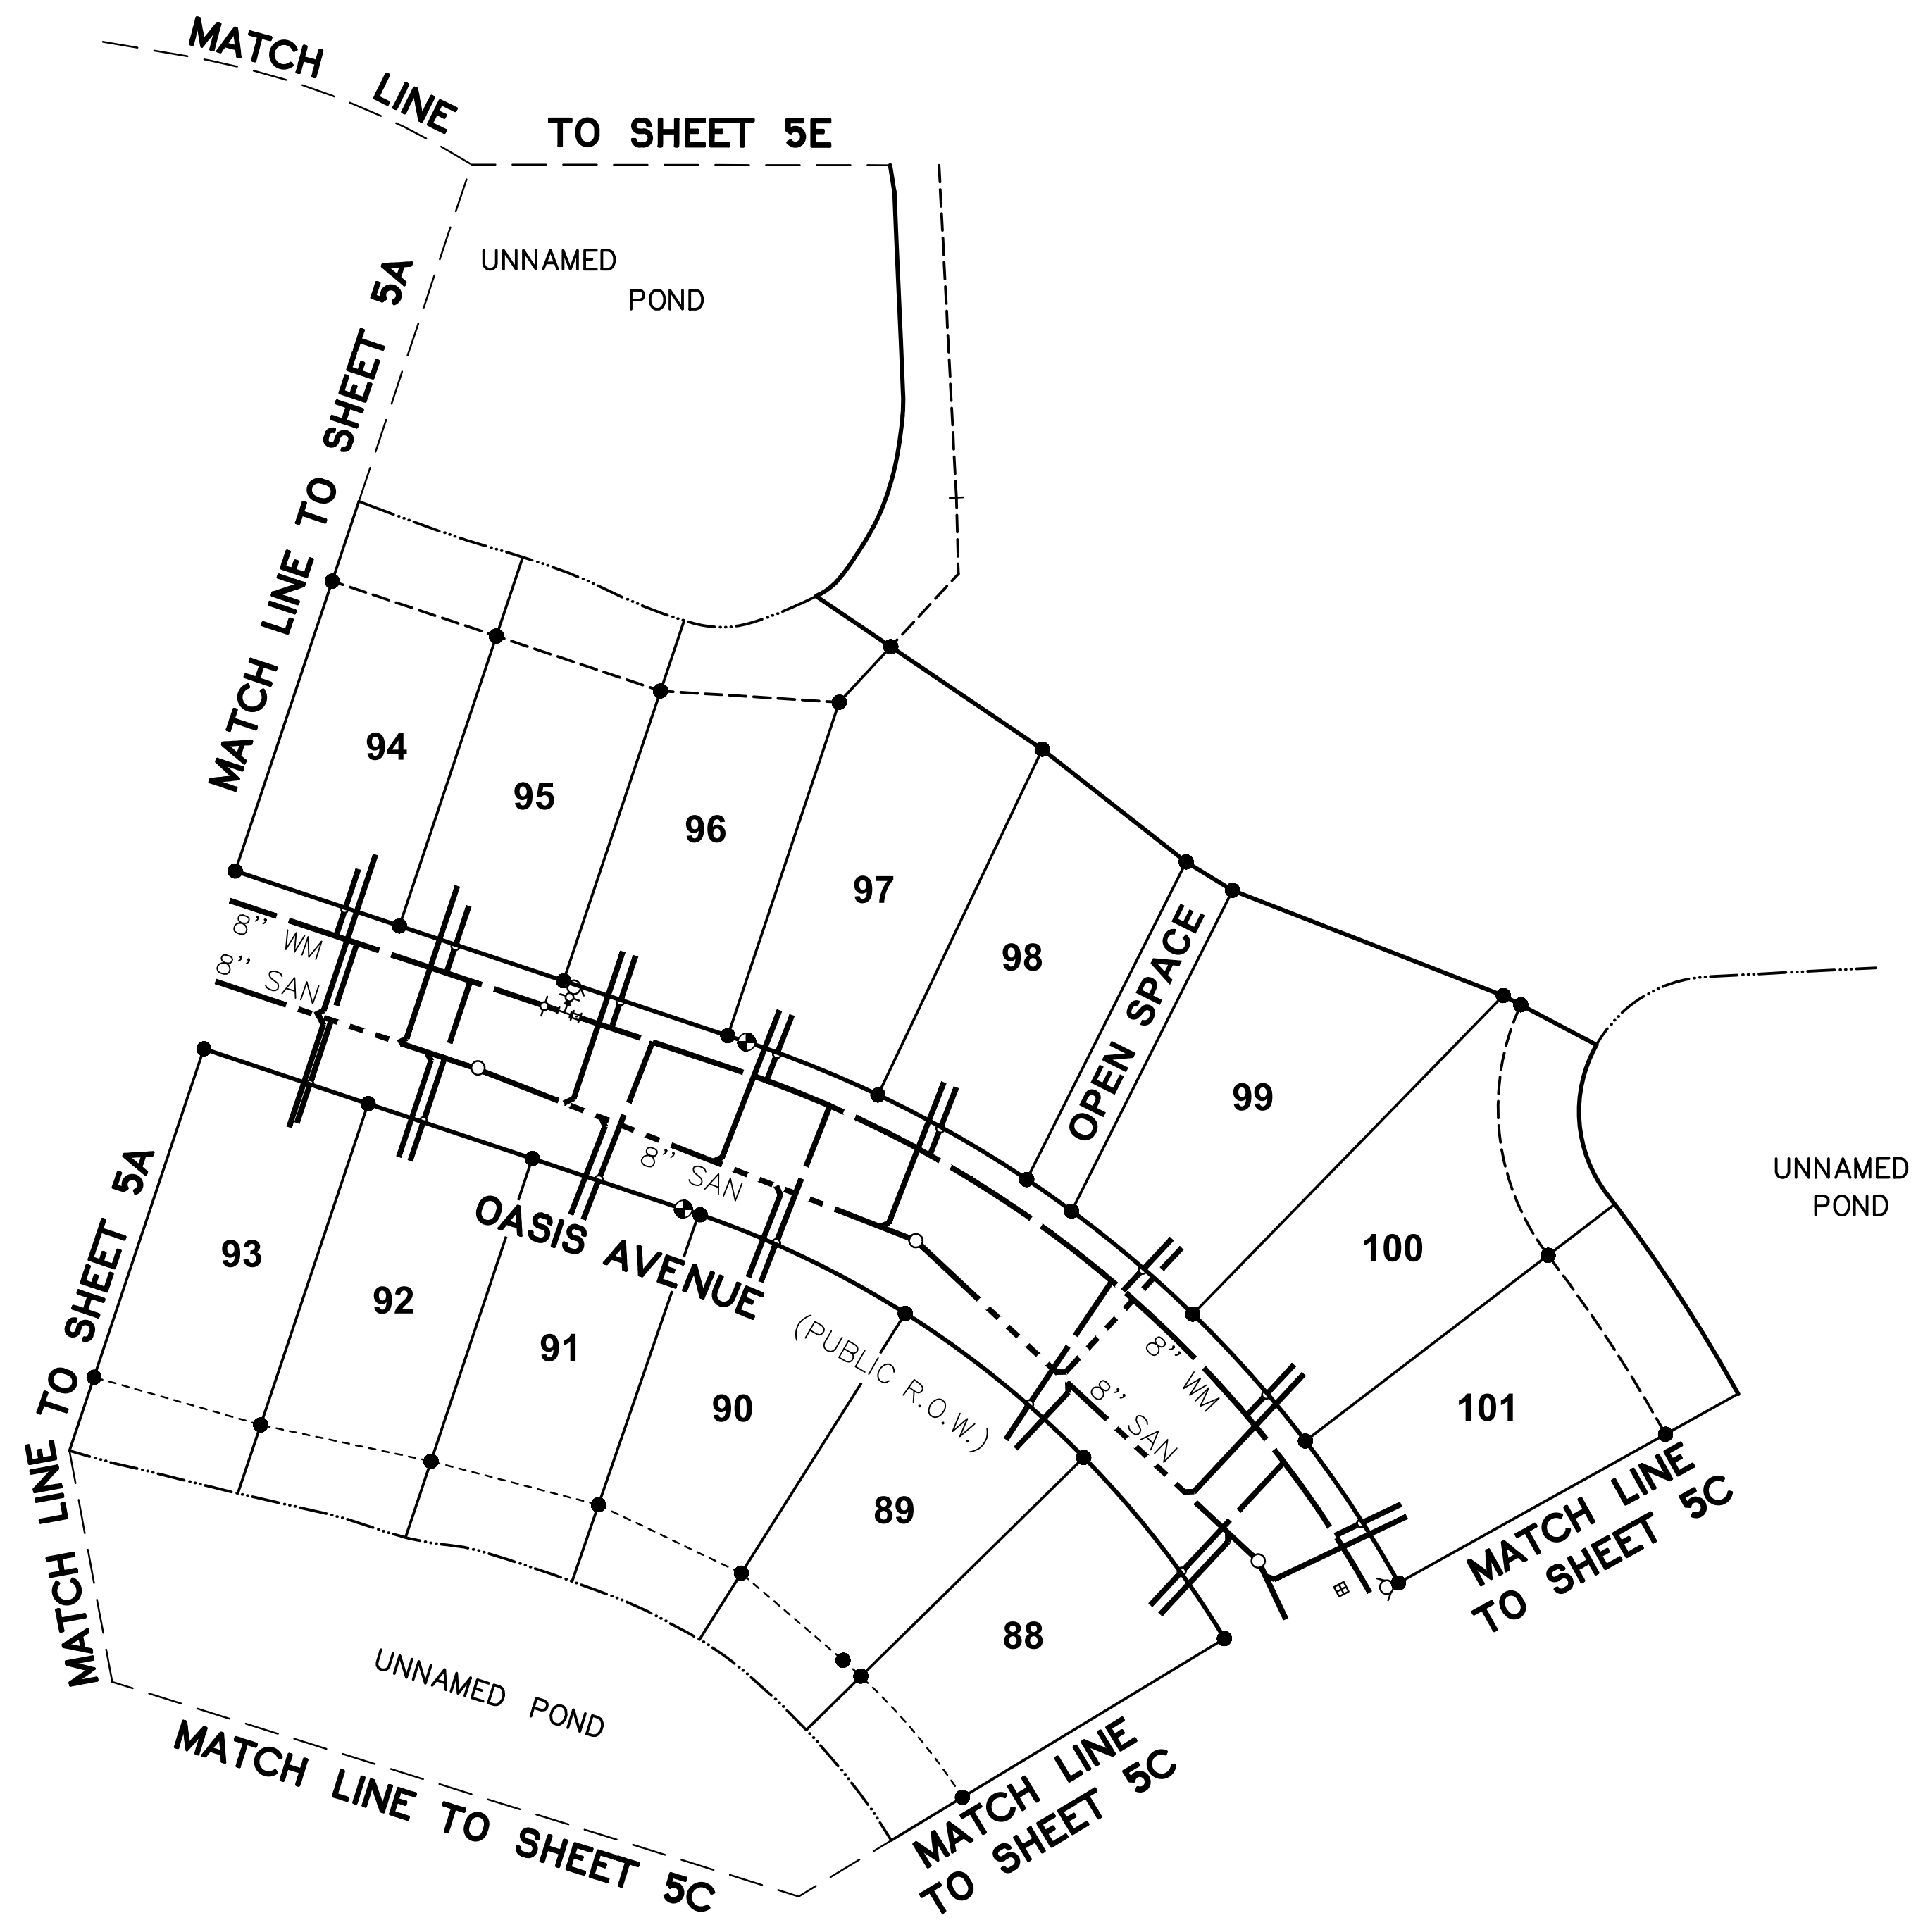 MATCH LINE
TO SHEET 5E
UNNAMED
POND
MATCH LINE TO SHEET 5A
94
95
96
97
98
OPEN SPACE
99
100
101
UNNAMED
POND
8" WM
8" SAN
8" SAN
OASIS AVENUE
(PUBLIC R.O.W.)
8" WM
8" SAN
93
92
91
90
89
88
MATCH LINE TO SHEET 5A
MATCH LINE
UNNAMED POND
MATCH LINE TO SHEET 5C
MATCH LINE
TO SHEET 5C
MATCH LINE
TO SHEET 5C